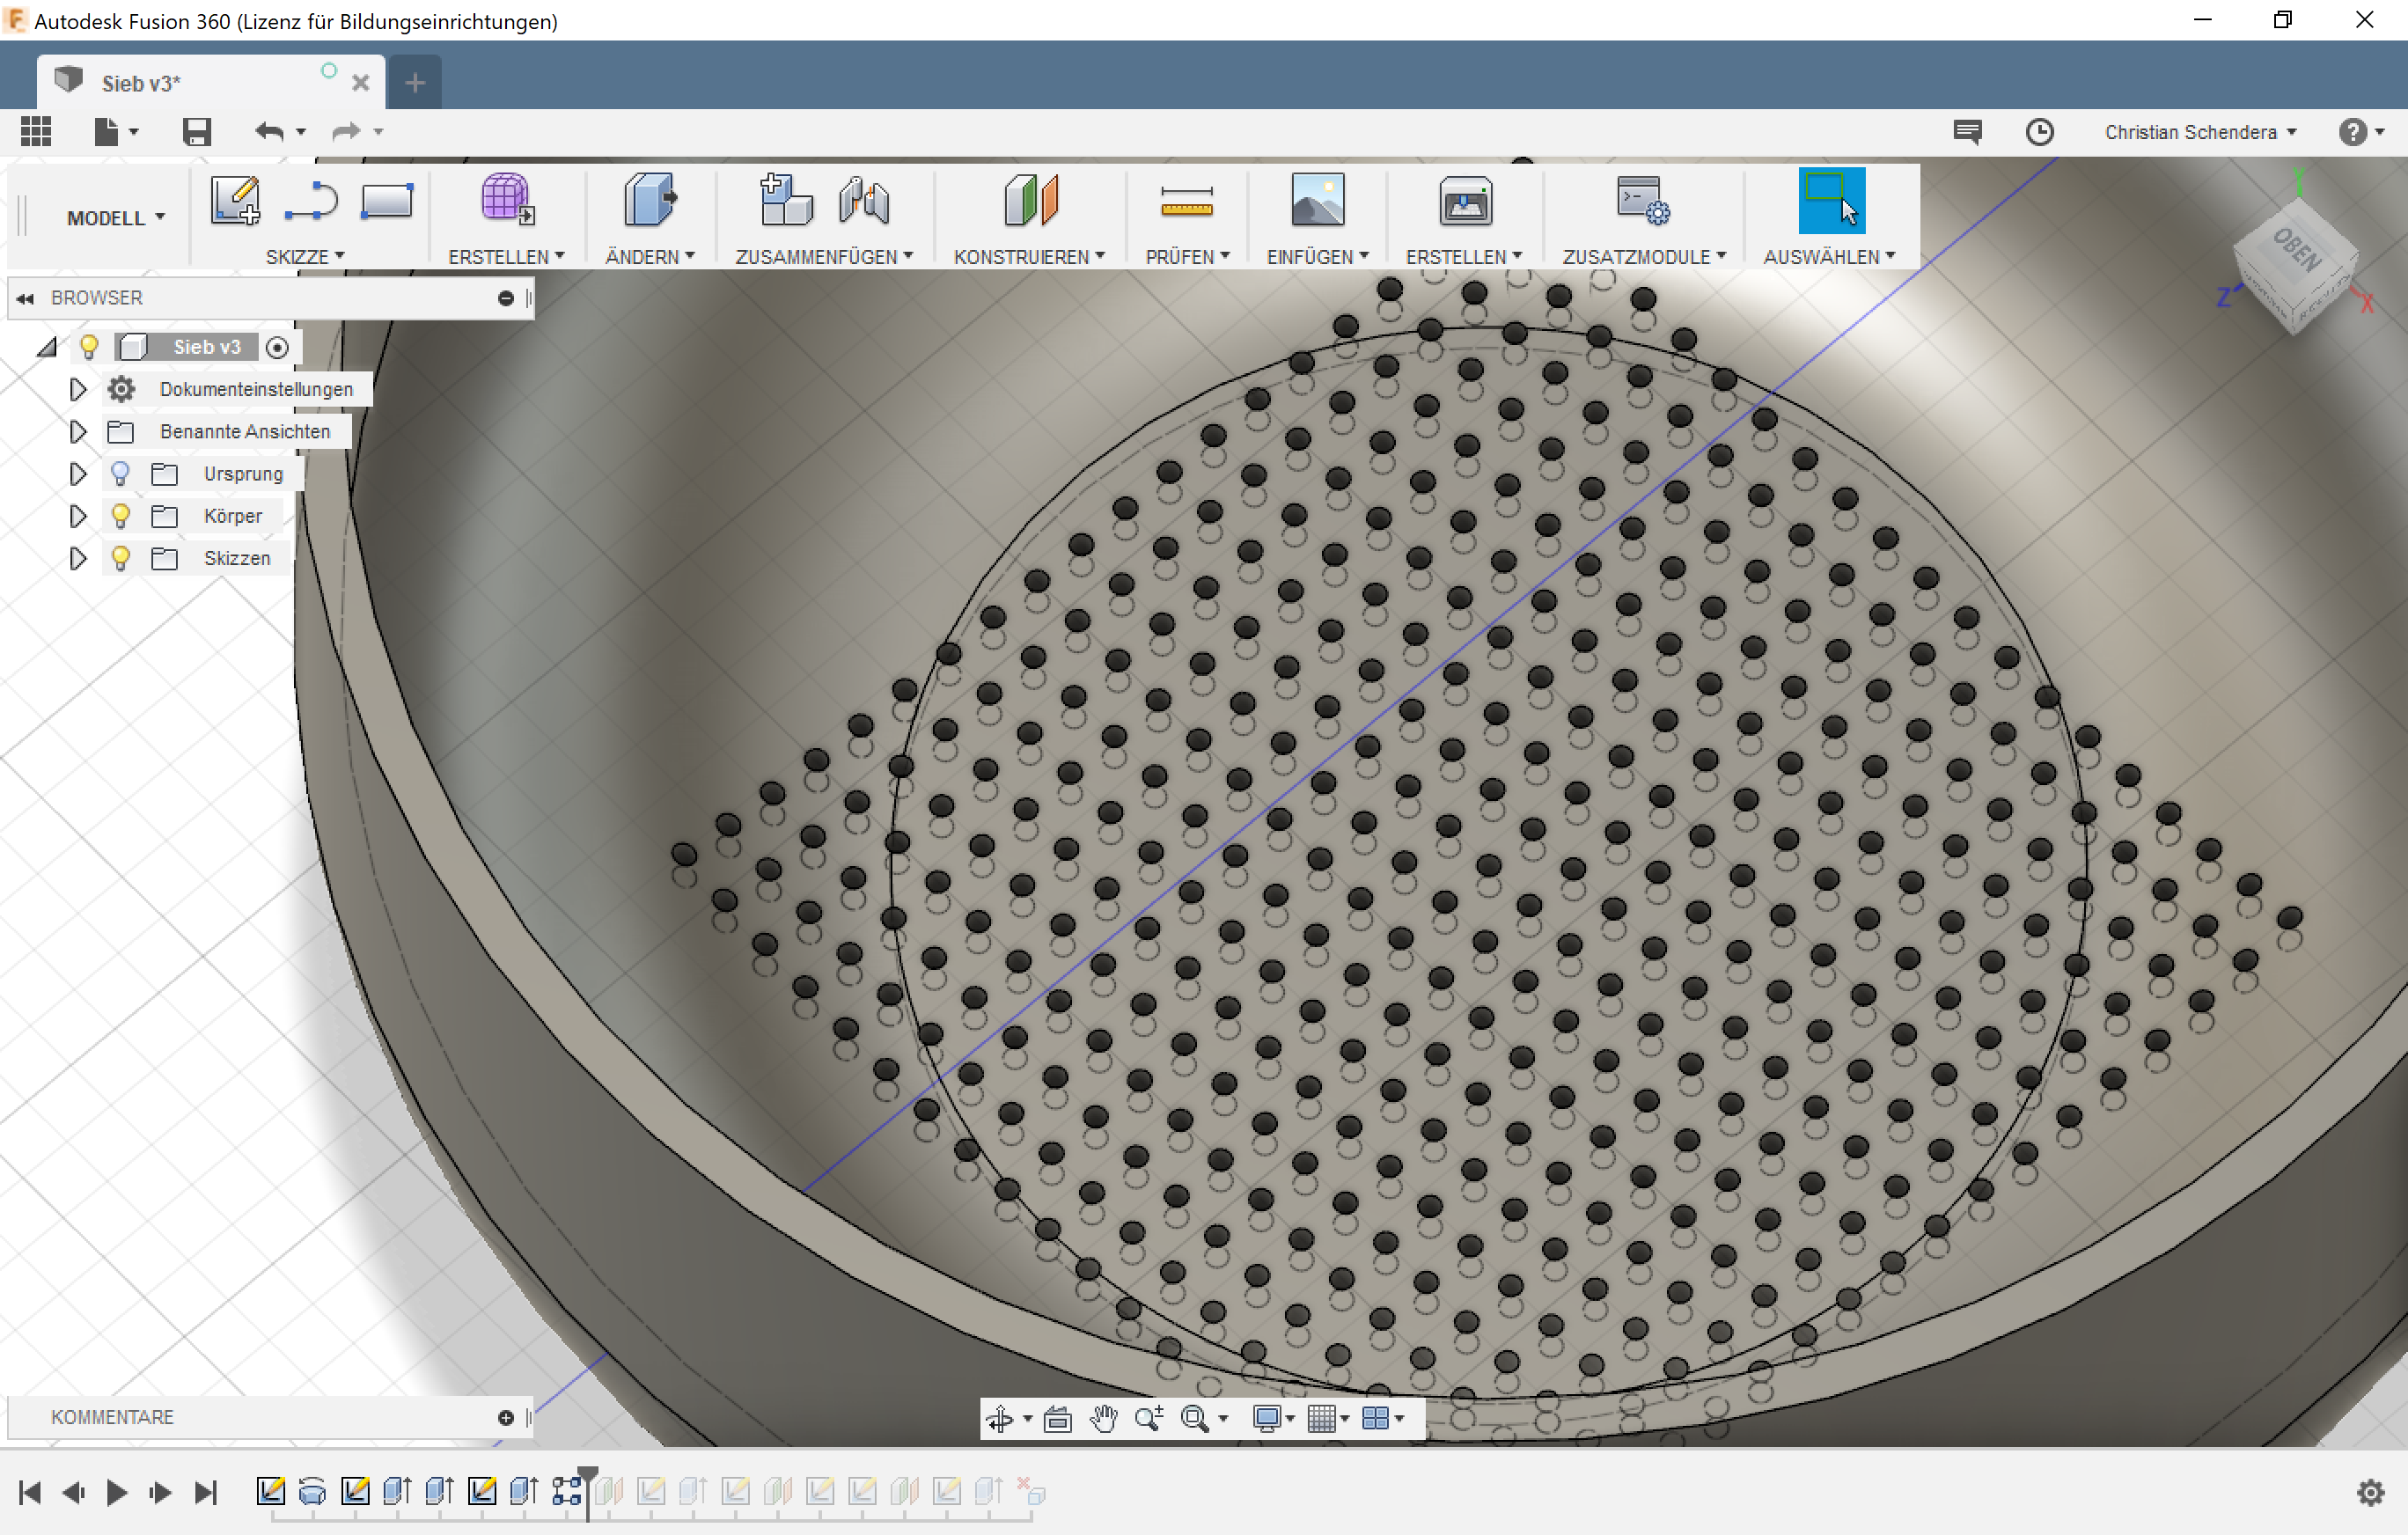 Autodesk Fusion 360 (Lizenz für Bildungseinrichtungen)
Sieb v3*
Christian Schendera
MODELL
SKIZZE
ERSTELLEN
ÄNDERN
ZUSAMMENFÜGEN
KONSTRUIEREN
PRÜFEN
EINFÜGEN
ERSTELLEN
ZUSATZMODULE
AUSWÄHLEN
BROWSER
Sieb v3
Dokumenteinstellungen
Benannte Ansichten
Ursprung
Körper
Skizzen
Y
OBEN
Z
X
KOMMENTARE